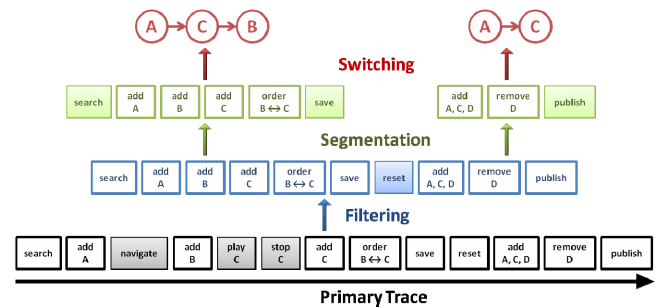 A C B A C
Switching
search add A add B add C order B ↔ C save add A, C, D remove D publish
Segmentation
search add A add B add C order B ↔ C save reset add A, C, D remove D publish
Filtering
search add A navigate add B play C stop C add C order B ↔ C save reset add A, C, D remove D publish
Primary Trace